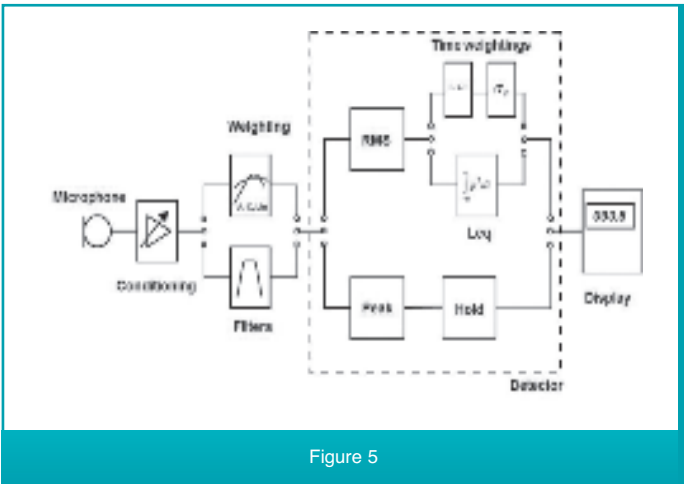 Time weightings
Weighting
RMS
Microphone
Leq
Conditioning
Peak
Hold
Display
Filters
Detector
Figure 5